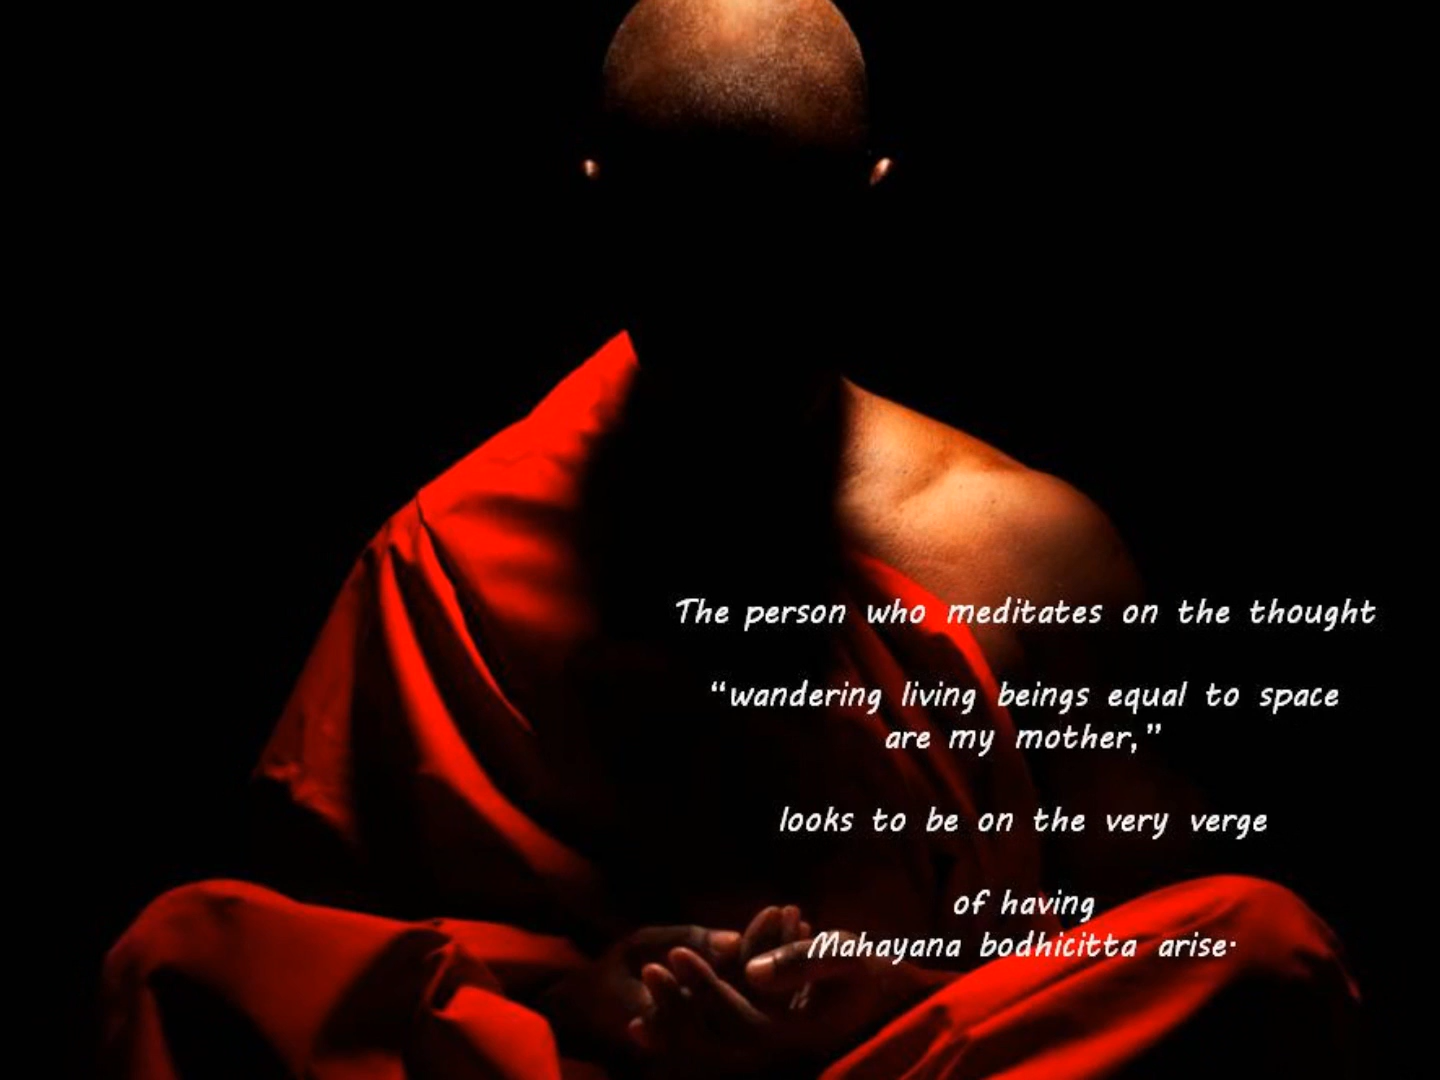 The person who meditates on the thought
“wandering living beings equal to space
are my mother,”
looks to be on the very verge
of having
Mahayana bodhicitta arise.